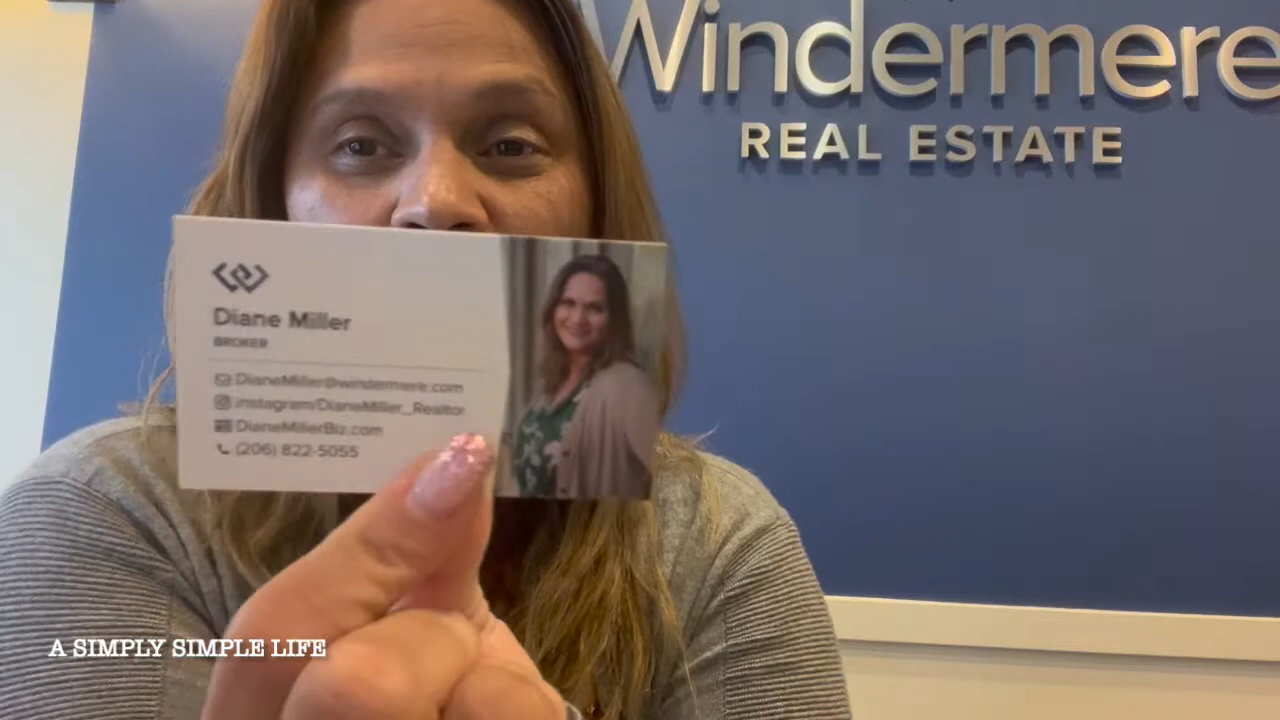 Windermere
REAL ESTATE
Diane Miller
BROKER
DianeMiller@windermere.com
instagram/DianeMiller_Realtor
DianeMillerBiz.com
(206) 822-5055
A SIMPLY SIMPLE LIFE